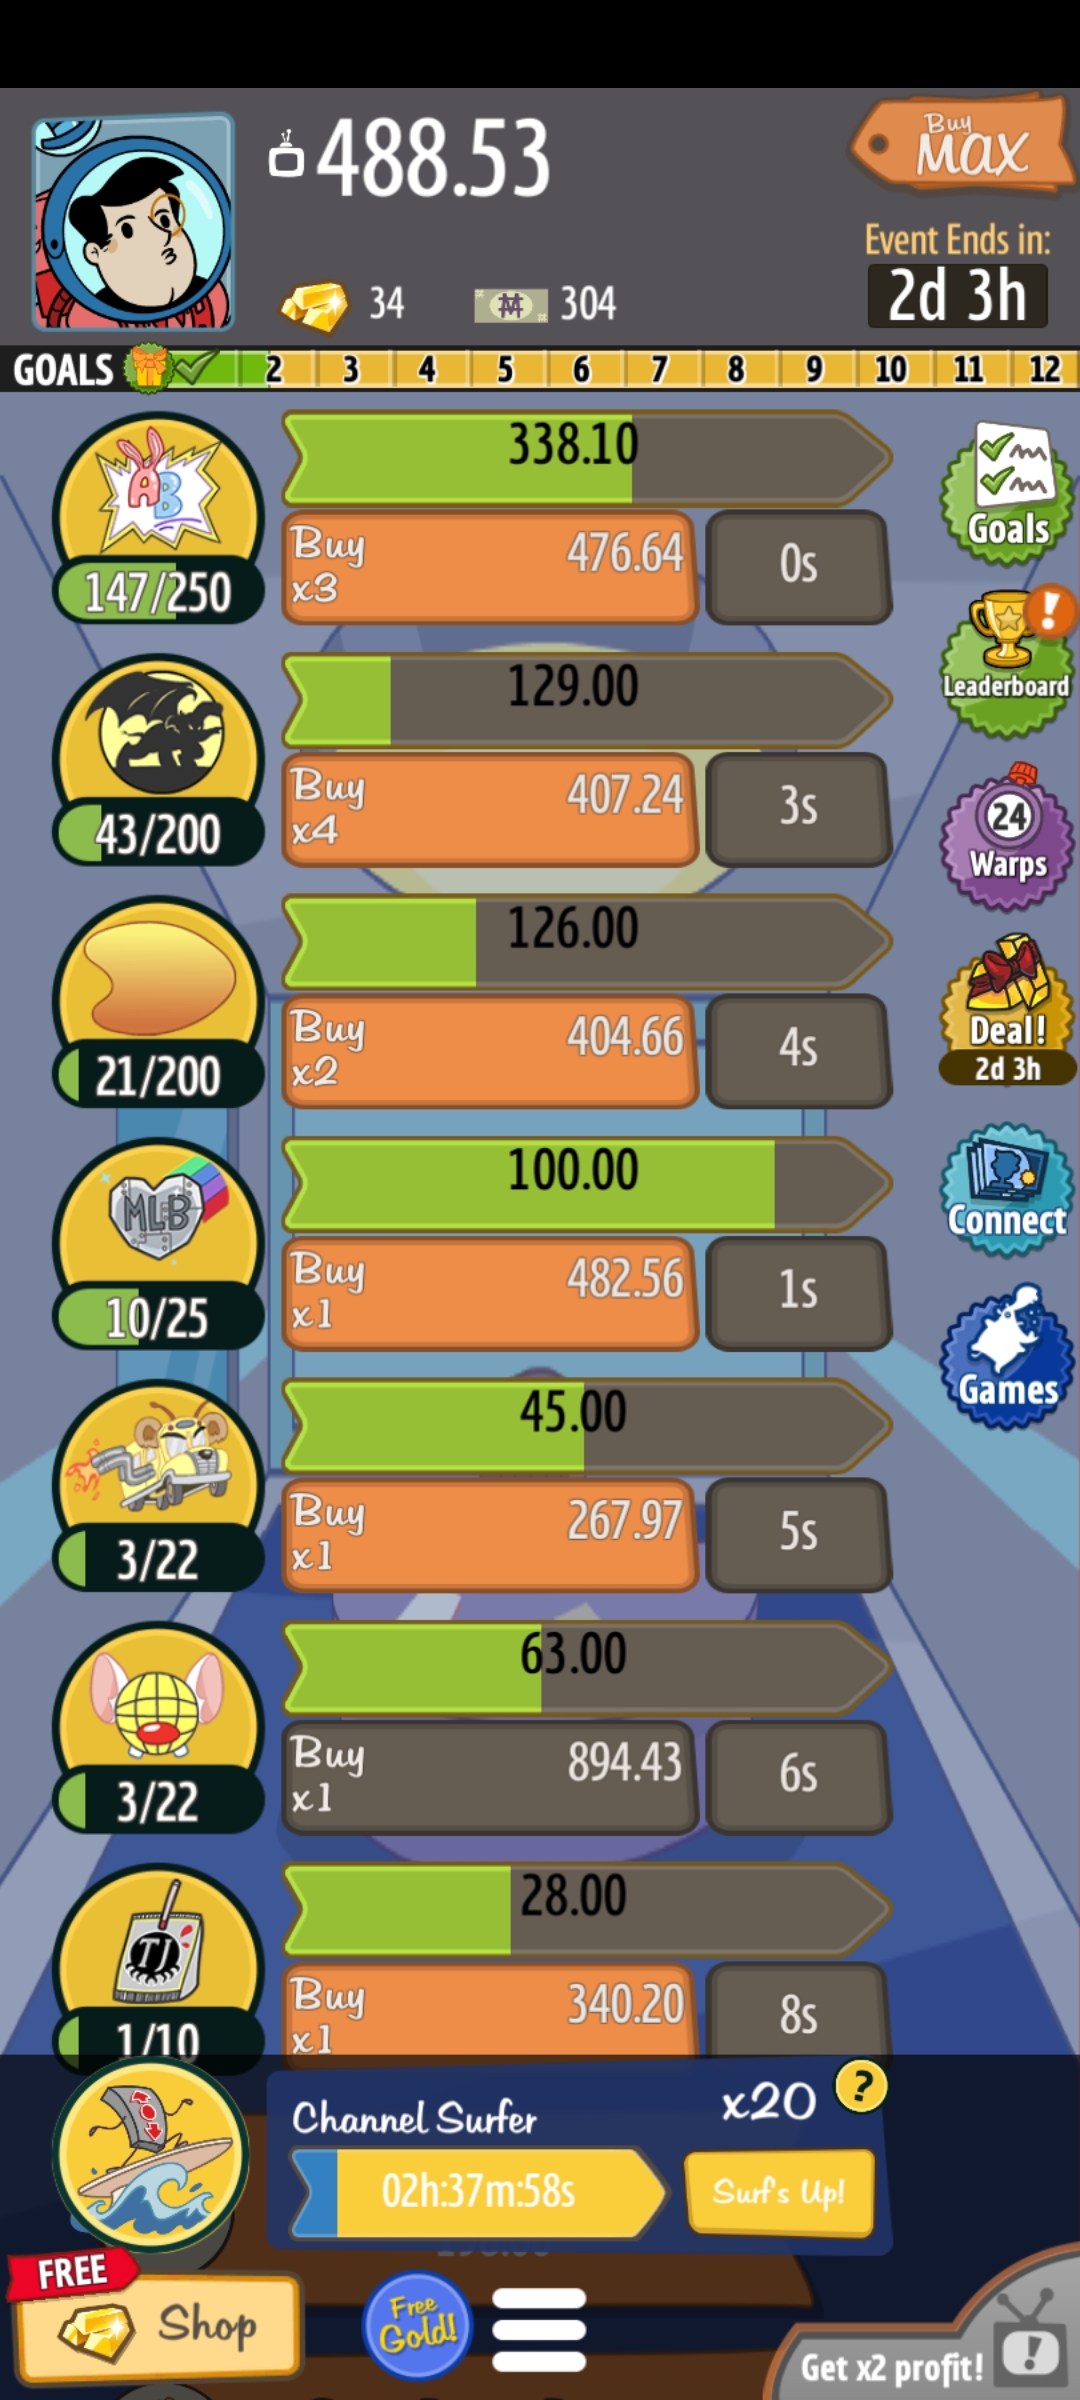 488.53
Buy
MAX
Event Ends in:
2d 3h
34
304
GOALS 2 3 4 5 6 7 8 9 10 11 12
AB
338.10
147/250
Buy
x3
476.64
0s
Goals
129.00
43/200
Buy
x4
407.24
3s
Leaderboard
24
Warps
126.00
21/200
Buy
x2
404.66
4s
Deal!
2d 3h
MLB
100.00
10/25
Buy
x1
482.56
1s
Connect
Games
45.00
3/22
Buy
x1
267.97
5s
63.00
3/22
Buy
x1
894.43
6s
TJ
28.00
1/10
Buy
x1
340.20
8s
Channel Surfer
x20
?
02h:37m:58s
Surf's Up!
FREE
Shop
Free
Gold!
Get x2 profit!